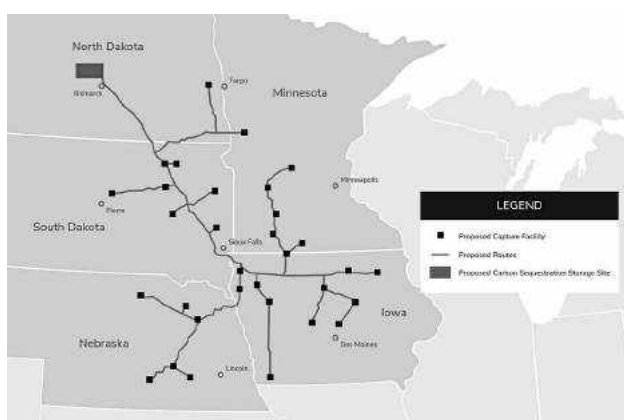 North Dakota
Fargo
Bismarck
Minnesota
Minneapolis
Pierre
South Dakota
Sioux Falls
LEGEND
Proposed Capture Facility
Proposed Routes
Proposed Carbon Sequestration Storage Site
Iowa
Nebraska
Des Moines
Lincoln